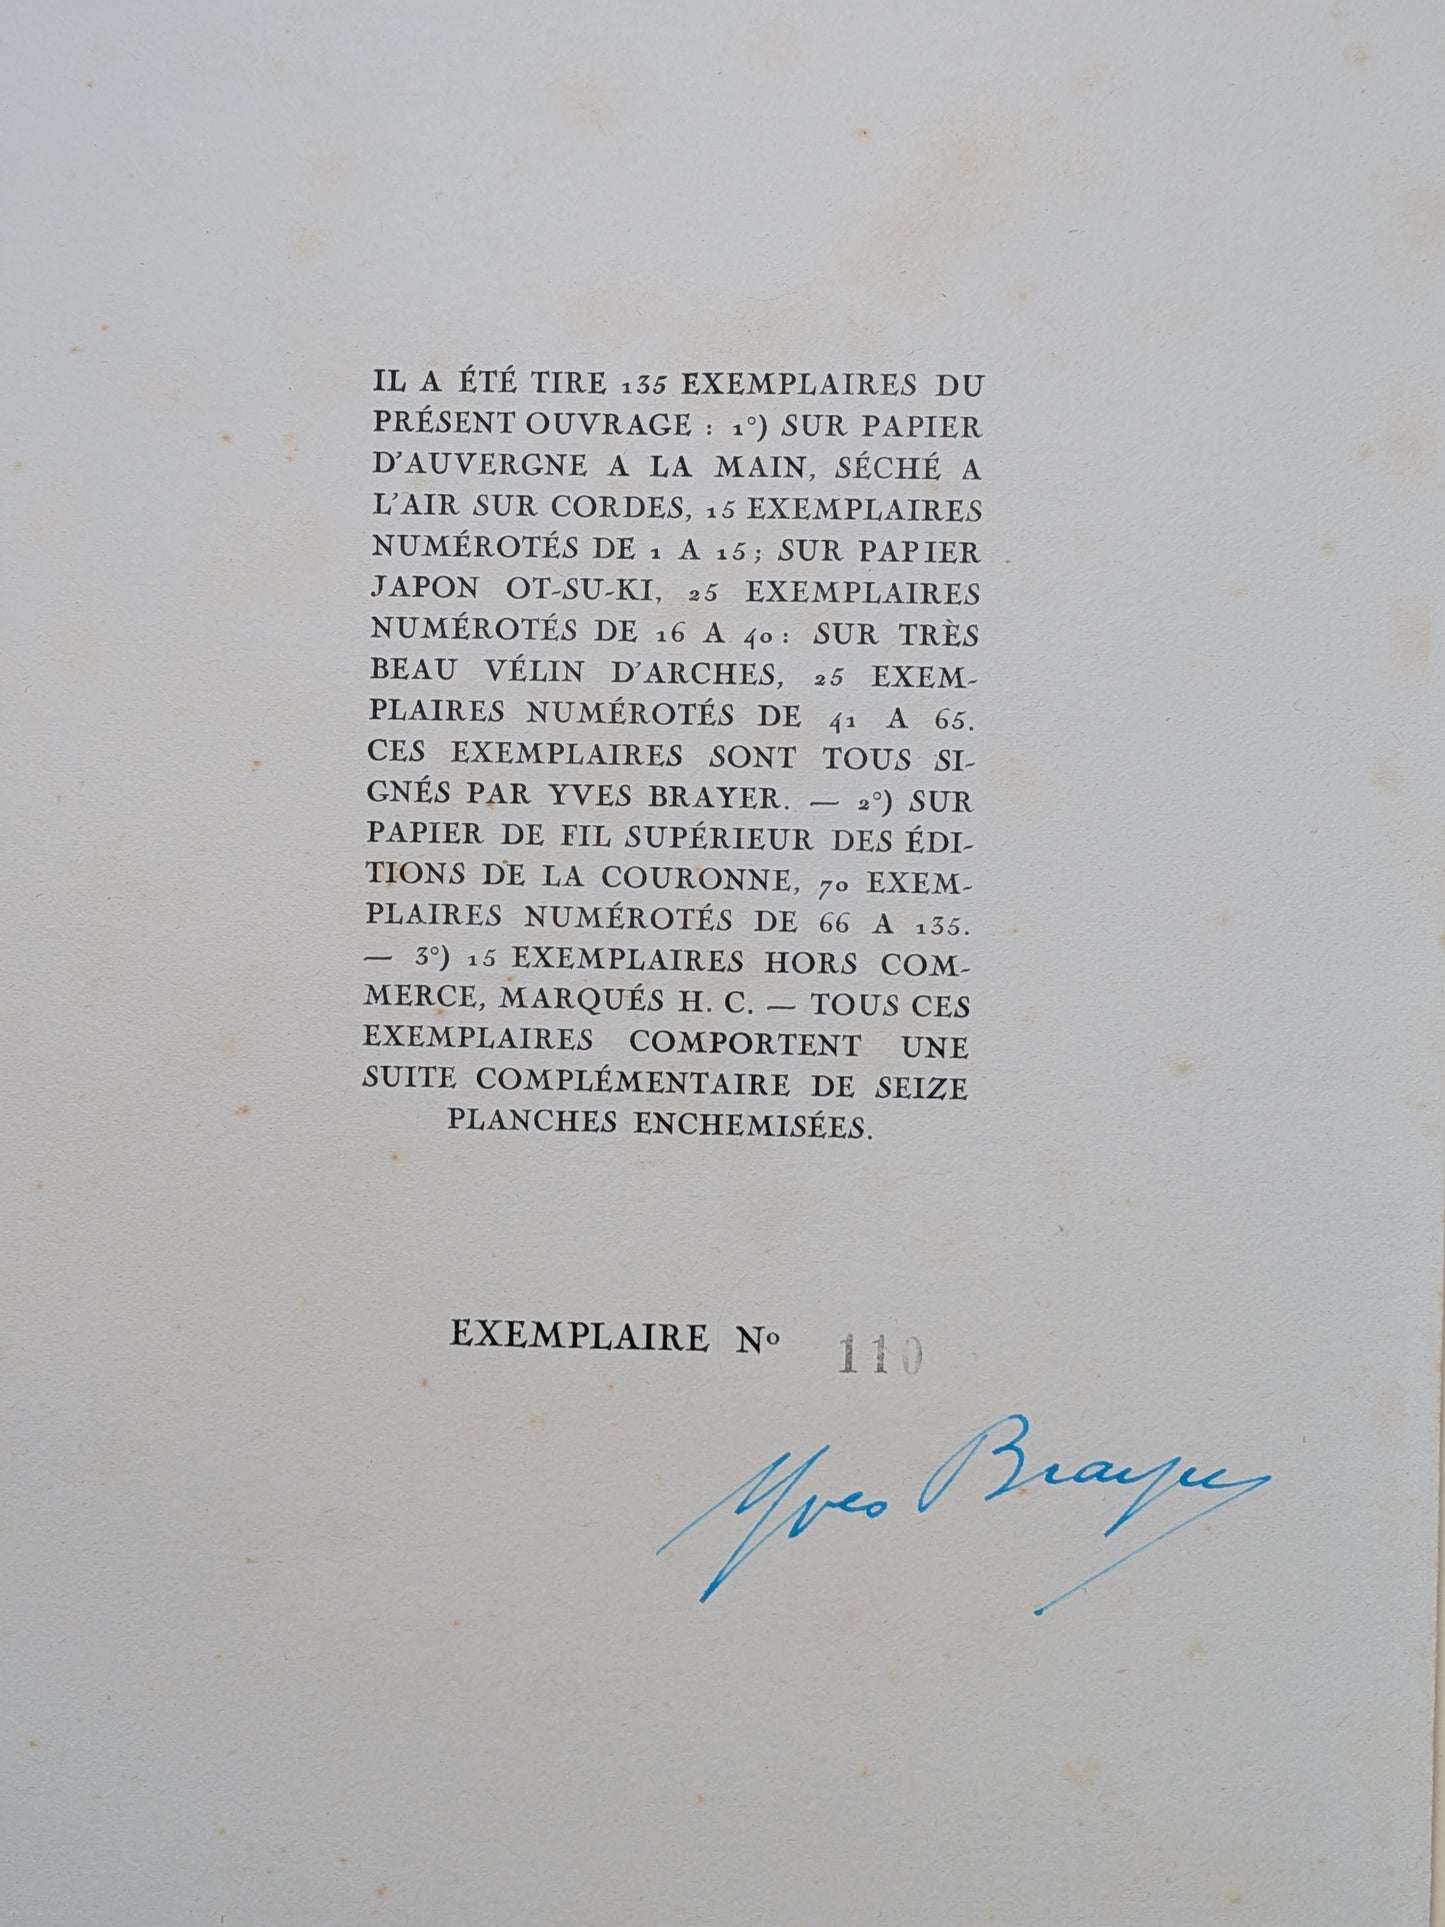 IL A ÉTÉ TIRE 135 EXEMPLAIRES DU
PRÉSENT OUVRAGE : 1°) SUR PAPIER
D'AUVERGNE A LA MAIN, SÉCHÉ A
L'AIR SUR CORDES, 15 EXEMPLAIRES
NUMÉROTÉS DE 1 A 15; SUR PAPIER
JAPON OT-SU-KI, 25 EXEMPLAIRES
NUMÉROTÉS DE 16 A 40: SUR TRÈS
BEAU VÉLIN D'ARCHES, 25 EXEM-
PLAIRES NUMÉROTÉS DE 41 A 65.
CES EXEMPLAIRES SONT TOUS SI-
GNÉS PAR YVES BRAYER. — 2°) SUR
PAPIER DE FIL SUPÉRIEUR DES ÉDI-
TIONS DE LA COURONNE, 70 EXEM-
PLAIRES NUMÉROTÉS DE 66 A 135.
— 3°) 15 EXEMPLAIRES HORS COM-
MERCE, MARQUÉS H. C. — TOUS CES
EXEMPLAIRES COMPORTENT UNE
SUITE COMPLÉMENTAIRE DE SEIZE
PLANCHES ENCHEMISÉES.
EXEMPLAIRE Nº 110
Yves Brayer